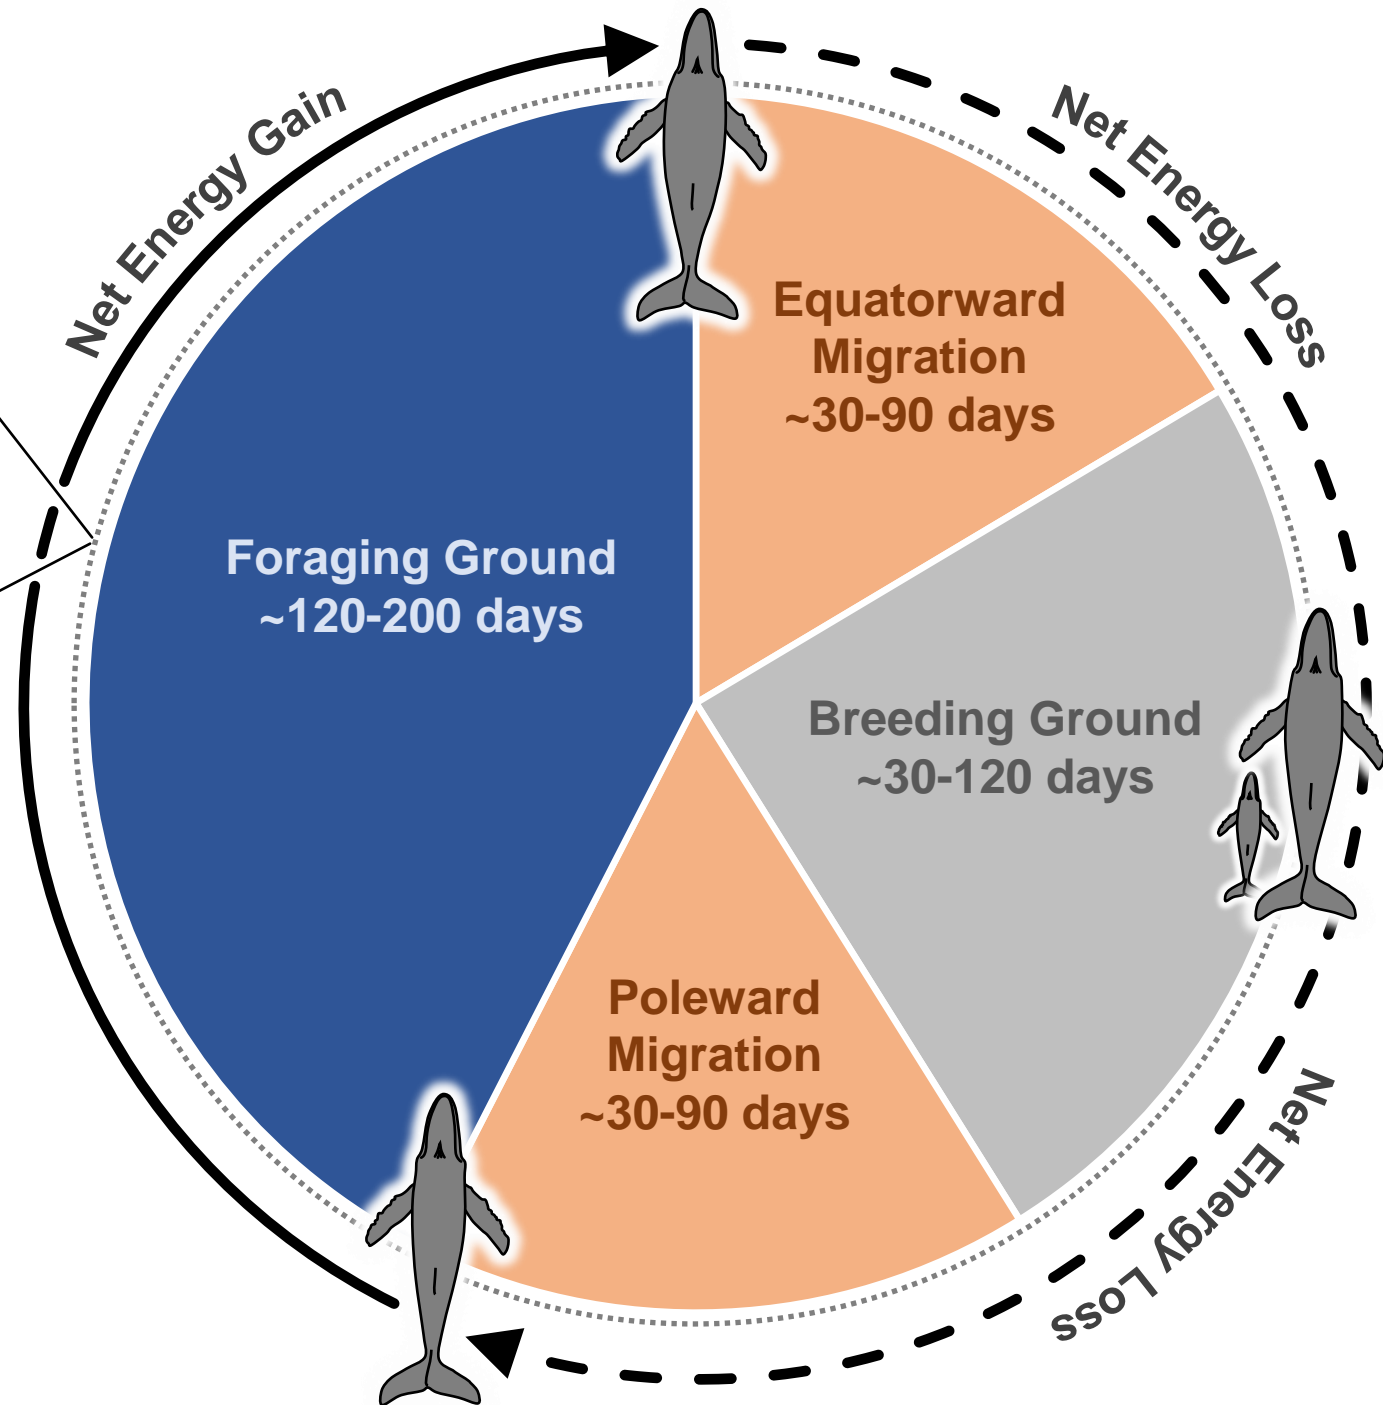 Net Energy Gain
Net Energy Loss
Equatorward
Migration
~30-90 days
Foraging Ground
~120-200 days
Breeding Ground
~30-120 days
Poleward
Migration
~30-90 days
Net Energy Loss